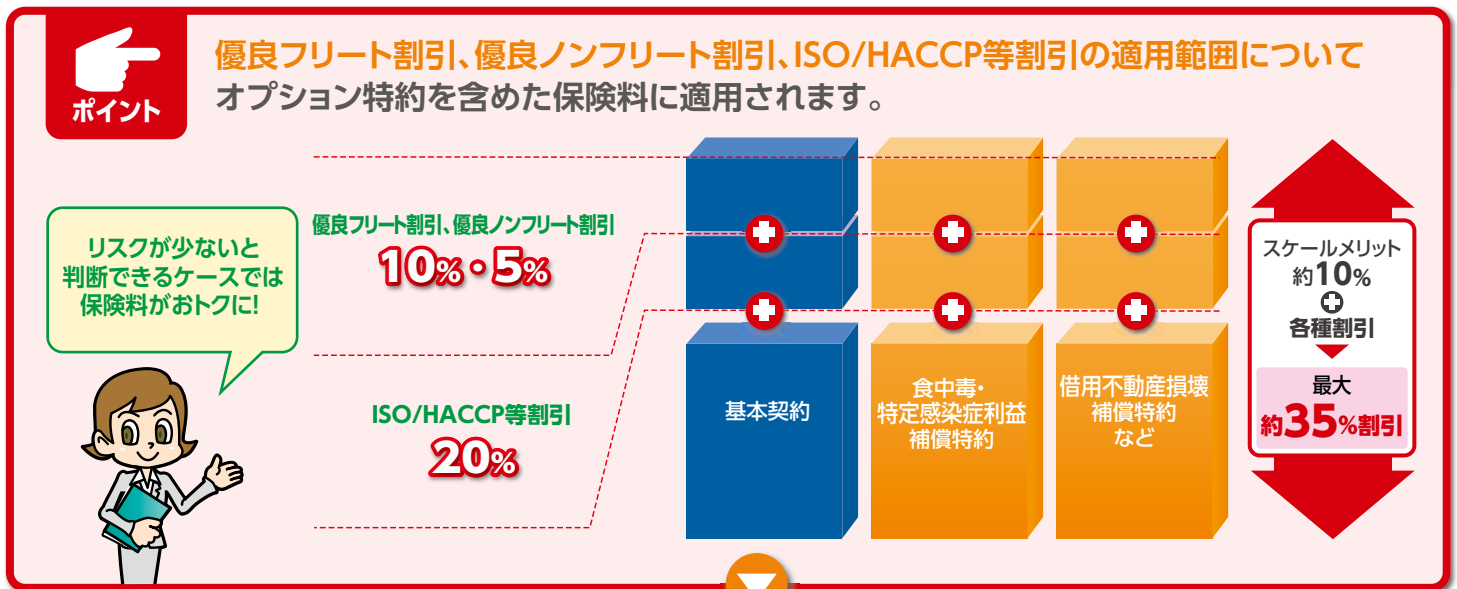 ポイント
優良フリート割引、優良ノンフリート割引、ISO/HACCP等割引の適用範囲について
オプション特約を含めた保険料に適用されます。
リスクが少ないと
判断できるケースでは
保険料がおトクに!
優良フリート割引、優良ノンフリート割引
10%・5%
ISO/HACCP等割引
20%
基本契約
食中毒・
特定感染症利益
補償特約
借用不動産損壊
補償特約
など
スケールメリット
約10%
各種割引
最大
約35%割引